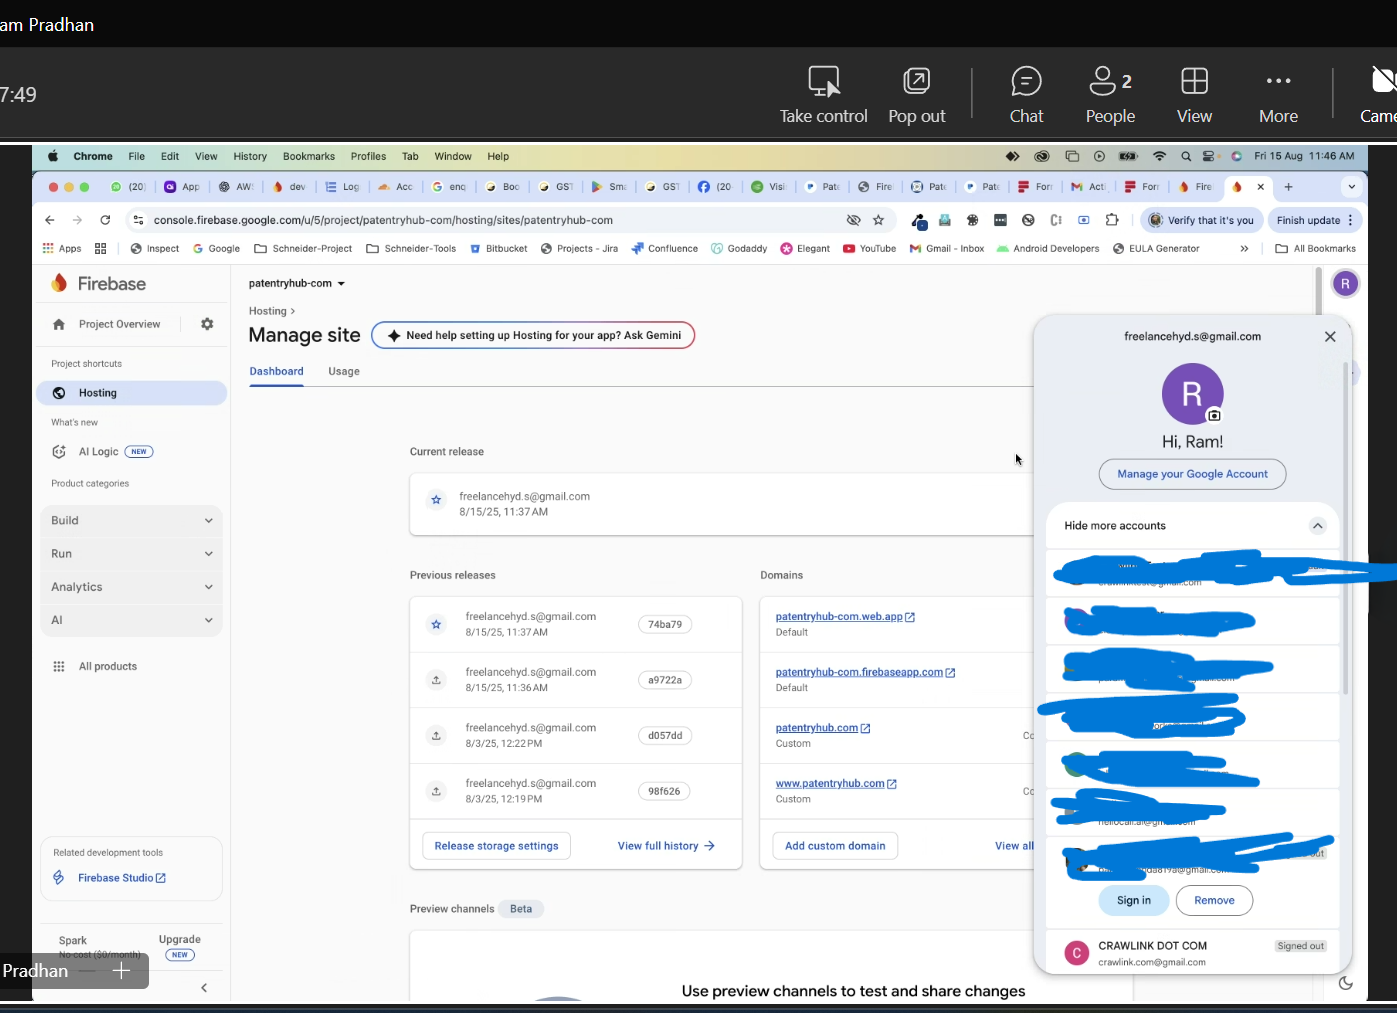 am Pradhan
7:49
Take control
Pop out
Chat
People
2
View
More
Chrome File Edit View History Bookmarks Profiles Tab Window Help
Fri 15 Aug 11:46 AM
(20)
App
AW
dev
Log
Acc
enq
Boo
GST
Sma
GST
(20
Visi
Pate
Fire
Pate
Pate
Forr
Acti
Forr
Fire
console.firebase.google.com/u/5/project/patentryhub-com/hosting/sites/patentryhub-com
Verify that it's you
Finish update
Apps
Inspect
Google
Schneider-Project
Schneider-Tools
Bitbucket
Projects - Jira
Confluence
Godaddy
Elegant
YouTube
Gmail - Inbox
Android Developers
EULA Generator
All Bookmarks
Firebase
Project Overview
Project shortcuts
Hosting
What's new
AI Logic NEW
Product categories
Build
Run
Analytics
AI
All products
Related development tools
Firebase Studio
Spark
No-cost ($0/month)
Upgrade
NEW
Pradhan
patentryhub-com
Hosting >
Manage site
Need help setting up Hosting for your app? Ask Gemini
Dashboard
Usage
Current release
freelancehyd.s@gmail.com
8/15/25, 11:37 AM
Previous releases
freelancehyd.s@gmail.com
8/15/25, 11:37 AM
74ba79
freelancehyd.s@gmail.com
8/15/25, 11:36 AM
a9722a
freelancehyd.s@gmail.com
8/3/25, 12:22 PM
d057dd
freelancehyd.s@gmail.com
8/3/25, 12:19 PM
98f626
Release storage settings
View full history
Domains
patentryhub-com.web.app
Default
patentryhub-com.firebaseapp.com
Default
patentryhub.com
Custom
Co
www.patentryhub.com
Custom
Co
Add custom domain
View all
Preview channels Beta
Use preview channels to test and share changes
R
freelancehyd.s@gmail.com
R
Hi, Ram!
Manage your Google Account
Hide more accounts
Sign in
Remove
C
CRAWLINK DOT COM
Signed out
crawlink.com@gmail.com